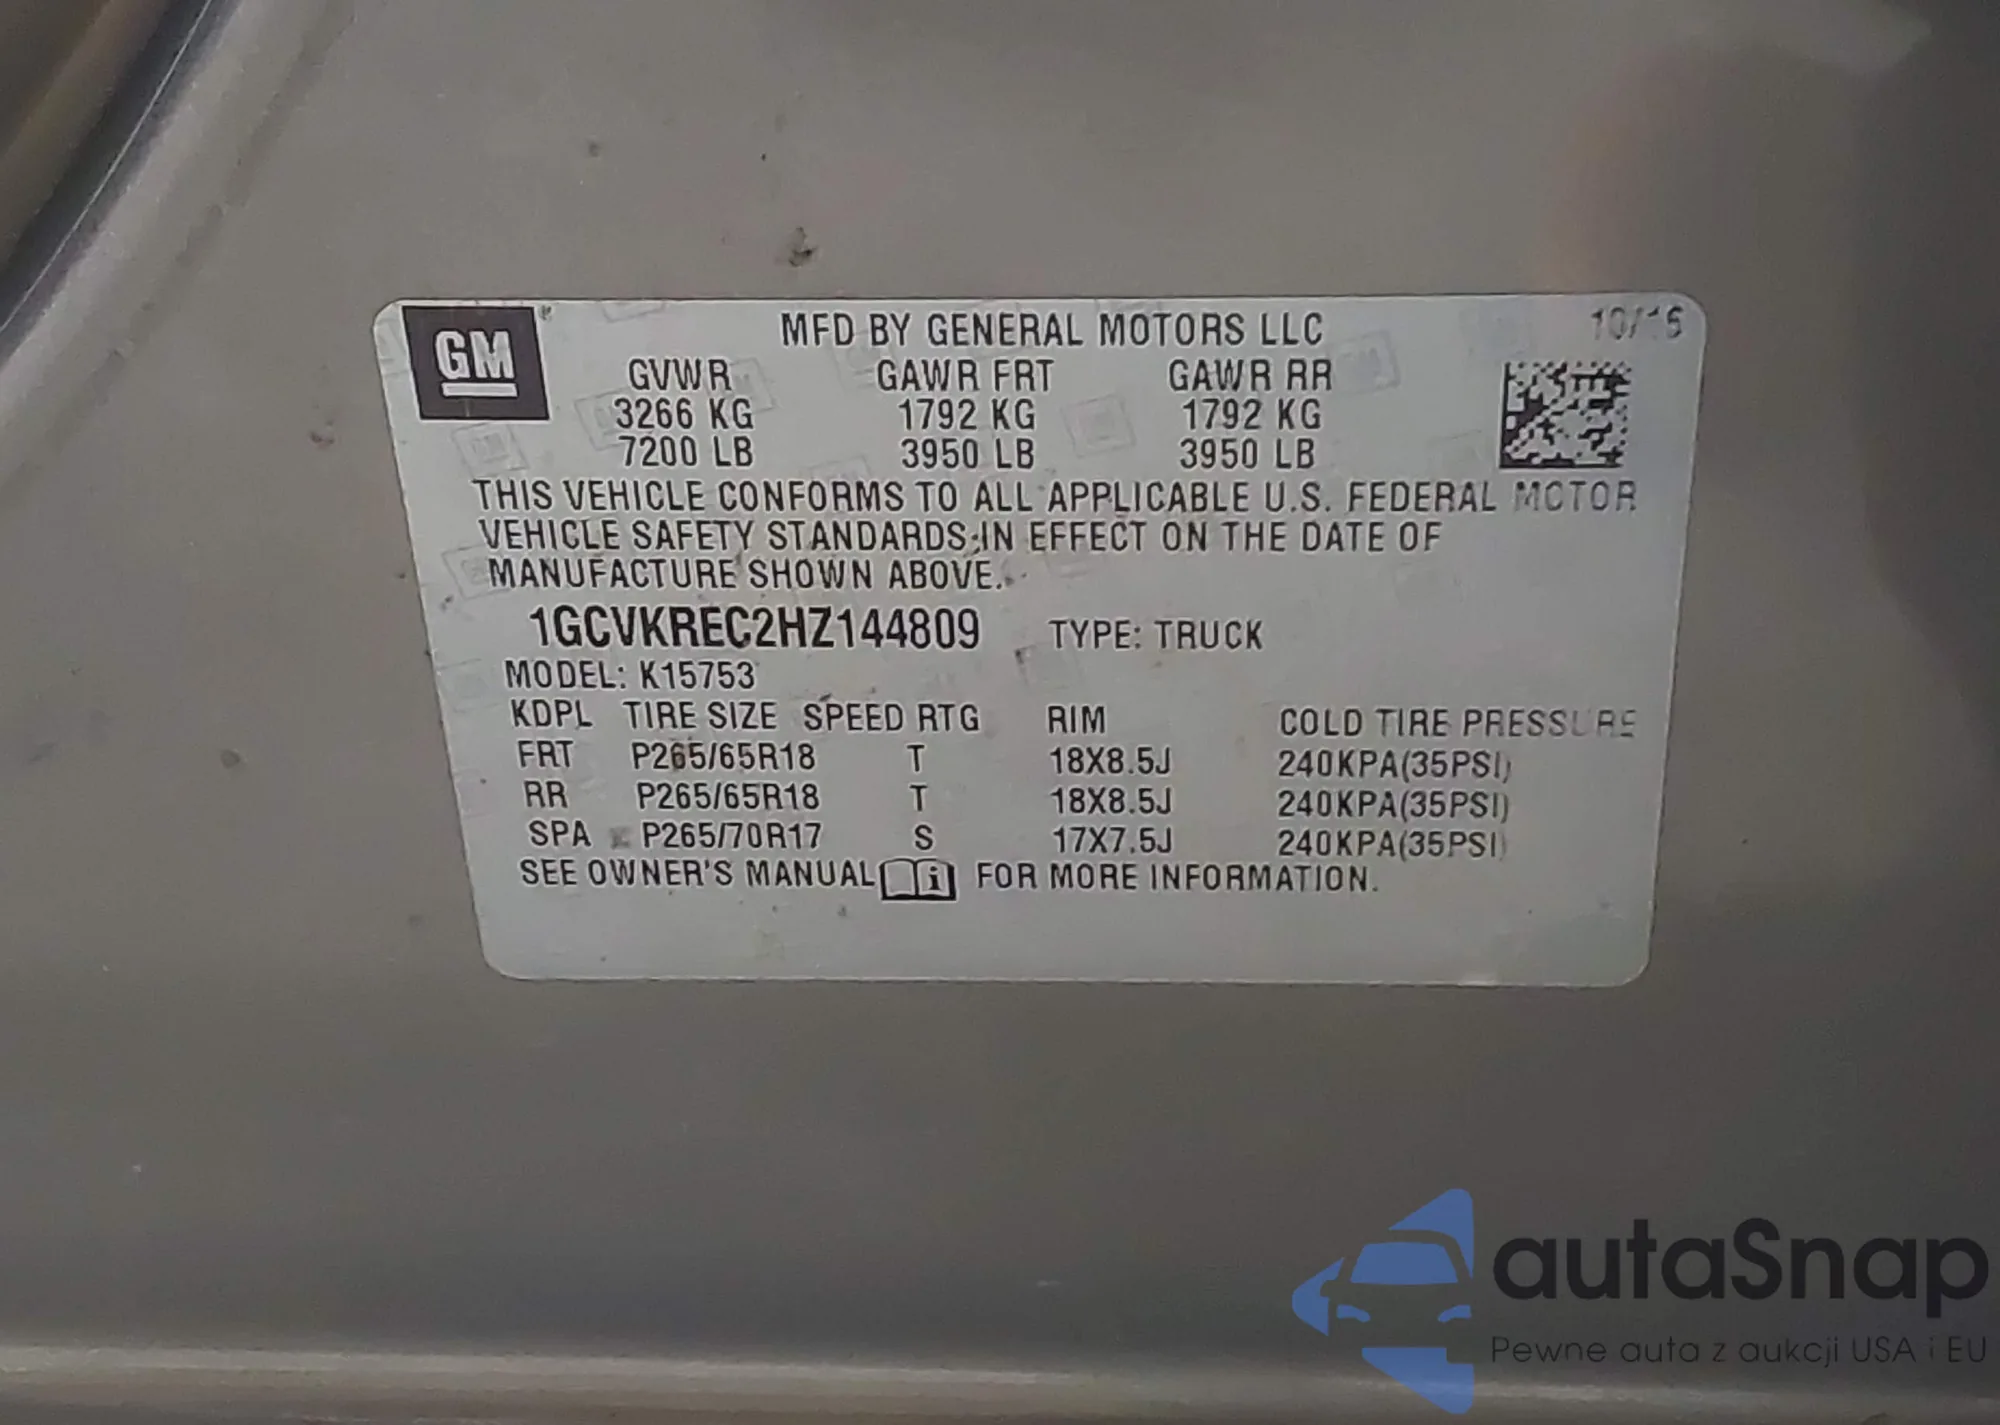 GM
MFD BY GENERAL MOTORS LLC 10/16
GVWR GAWR FRT GAWR RR
3266 KG 1792 KG 1792 KG
7200 LB 3950 LB 3950 LB
THIS VEHICLE CONFORMS TO ALL APPLICABLE U.S. FEDERAL MOTOR
VEHICLE SAFETY STANDARDS IN EFFECT ON THE DATE OF
MANUFACTURE SHOWN ABOVE.
1GCVKREC2HZ144809 TYPE: TRUCK
MODEL: K15753
KDPL TIRE SIZE SPEED RTG RIM COLD TIRE PRESSURE
FRT P265/65R18 T 18X8.5J 240KPA(35PSI)
RR P265/65R18 T 18X8.5J 240KPA(35PSI)
SPA P265/70R17 S 17X7.5J 240KPA(35PSI)
SEE OWNER'S MANUAL i FOR MORE INFORMATION.
autaSnap
Pewne auta z aukcji USA i EU